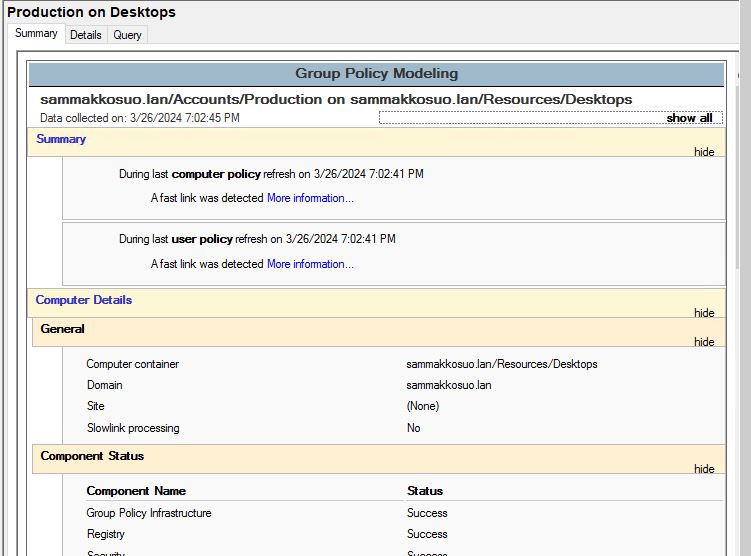 Production on Desktops
Summary Details Query
Group Policy Modeling
sammakkosuo.lan/Accounts/Production on sammakkosuo.lan/Resources/Desktops
Data collected on: 3/26/2024 7:02:45 PM show all
Summary
hide
During last computer policy refresh on 3/26/2024 7:02:41 PM
A fast link was detected More information...
During last user policy refresh on 3/26/2024 7:02:41 PM
A fast link was detected More information...
Computer Details
hide
General
hide
Computer container sammakkosuo.lan/Resources/Desktops
Domain sammakkosuo.lan
Site (None)
Slowlink processing No
Component Status
hide
Component Name Status
Group Policy Infrastructure Success
Registry Success
Security Success